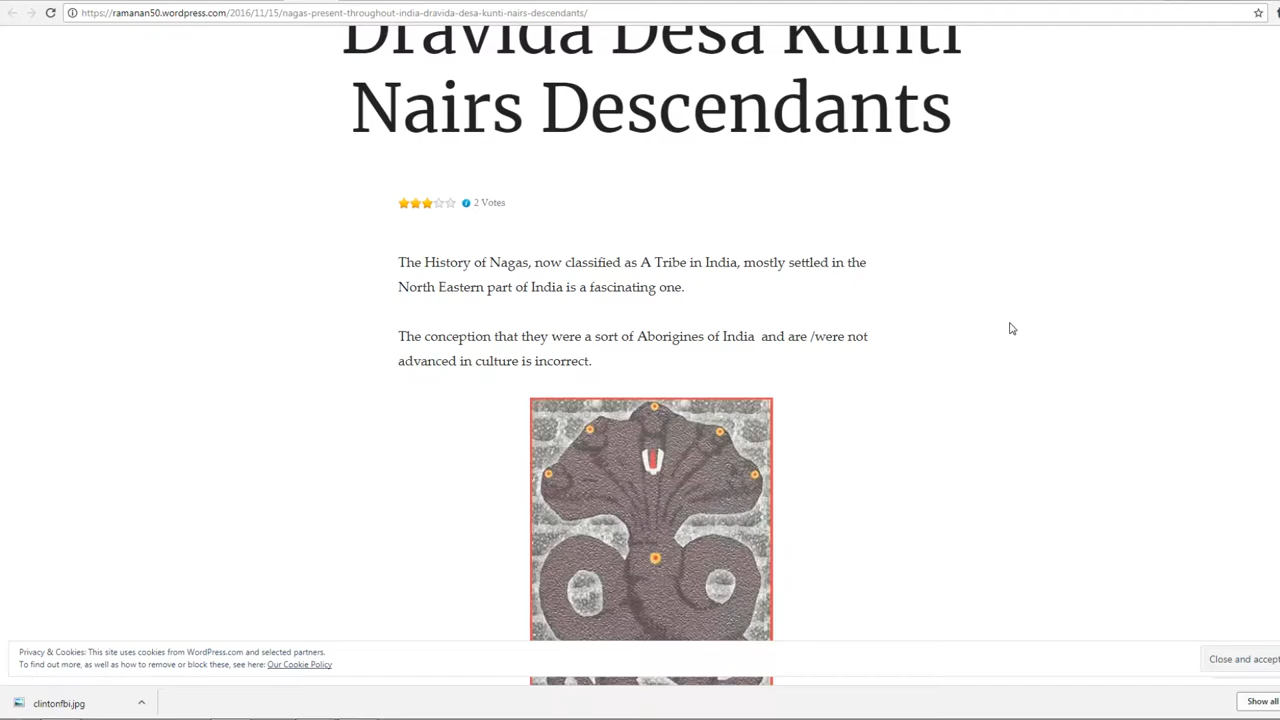 https://ramanan50.wordpress.com/2016/11/15/nagas-present-throughout-india-dravida-desa-kunti-nairs-descendants/
Dravida Desa Kunti
Nairs Descendants
2 Votes
The History of Nagas, now classified as A Tribe in India, mostly settled in the
North Eastern part of India is a fascinating one.
The conception that they were a sort of Aborigines of India and are /were not
advanced in culture is incorrect.
Privacy & Cookies: This site uses cookies from WordPress.com and selected partners.
To find out more, as well as how to remove or block these, see here: Our Cookie Policy
Close and accept
clintonfbi.jpg
Show all